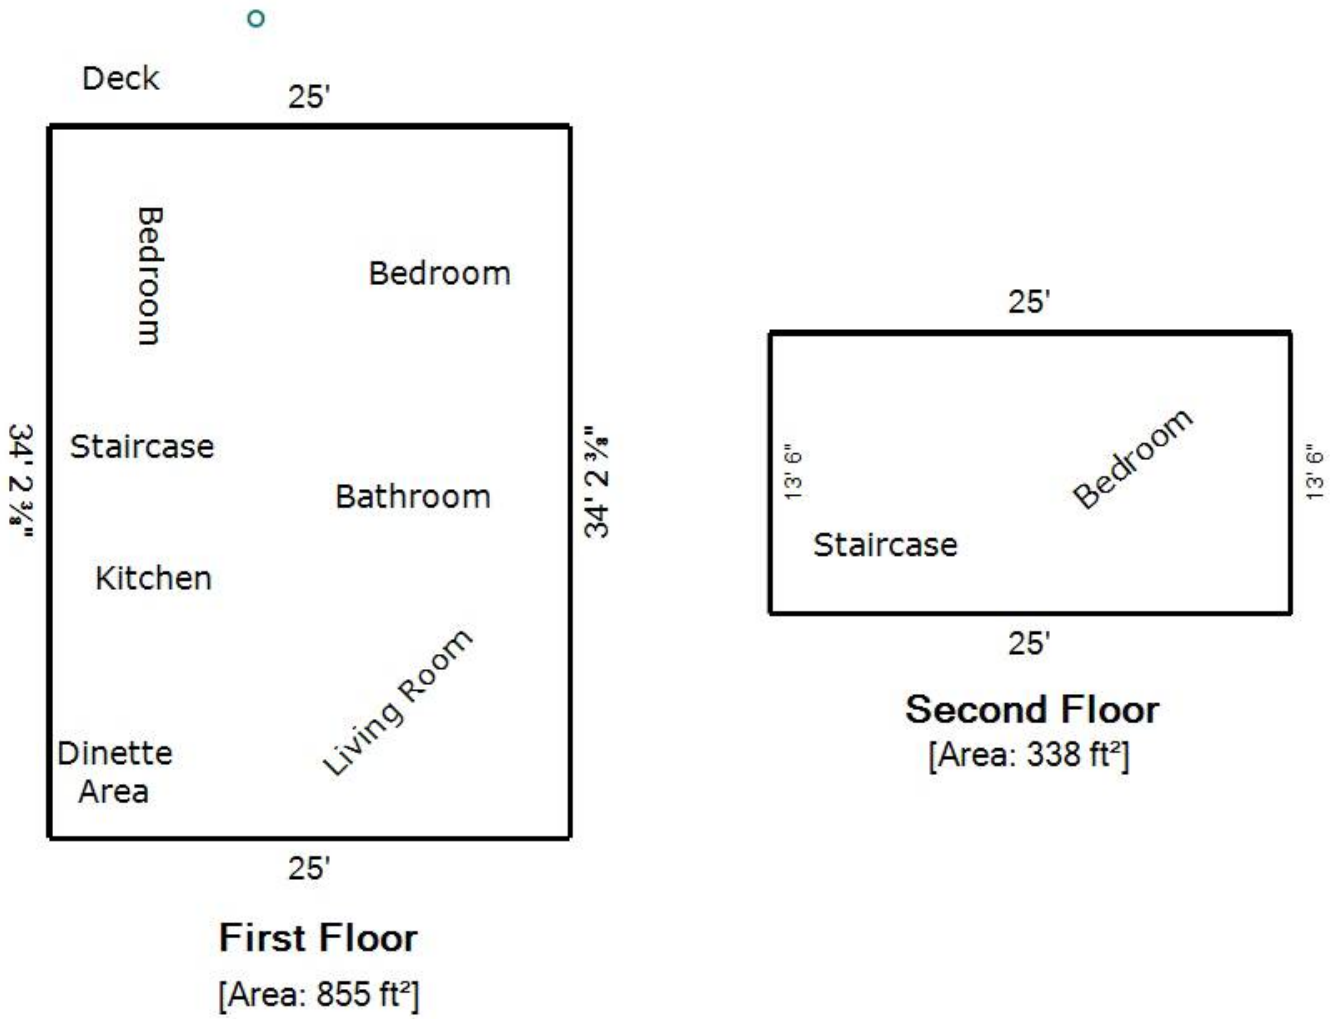 Deck
25'
Bedroom
Bedroom
34' 2 ⅜"
Staircase
34' 2 ⅜"
Bathroom
Kitchen
Living Room
Dinette
Area
25'
First Floor
[Area: 855 ft²]
25'
13' 6"
Bedroom
13' 6"
Staircase
25'
Second Floor
[Area: 338 ft²]